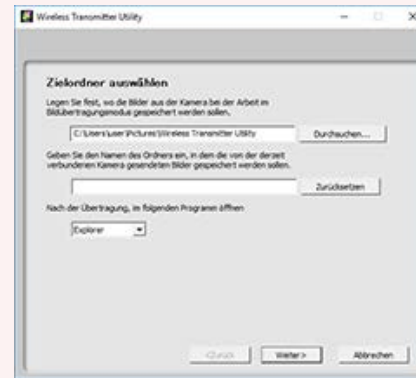 Wireless Transmitter Utility
Zielordner auswählen
Legen Sie fest, wo die Bilder aus der Kamera bei der Arbeit im
Bildübertragungsmodus gespeichert werden sollen.
C:\Users\user\Pictures\Wireless Transmitter Utility
Durchsuchen...
Geben Sie den Namen des Ordners ein, in dem die von der derzeit
verbundenen Kamera gesendeten Bilder gespeichert werden sollen.
Zurücksetzen
Nach der Übertragung, im folgenden Programm öffnen
Explorer
<Zurück
Weiter>
Abbrechen